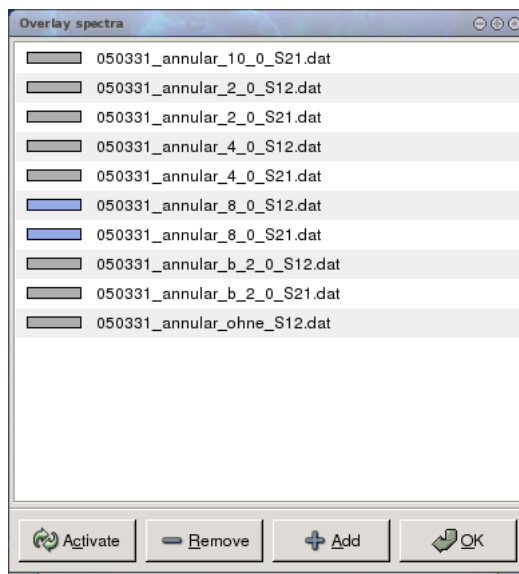 Overlay spectra
050331_annular_10_0_S21.dat
050331_annular_2_0_S12.dat
050331_annular_2_0_S21.dat
050331_annular_4_0_S12.dat
050331_annular_4_0_S21.dat
050331_annular_8_0_S12.dat
050331_annular_8_0_S21.dat
050331_annular_b_2_0_S12.dat
050331_annular_b_2_0_S21.dat
050331_annular_ohne_S12.dat
Activate Remove Add OK